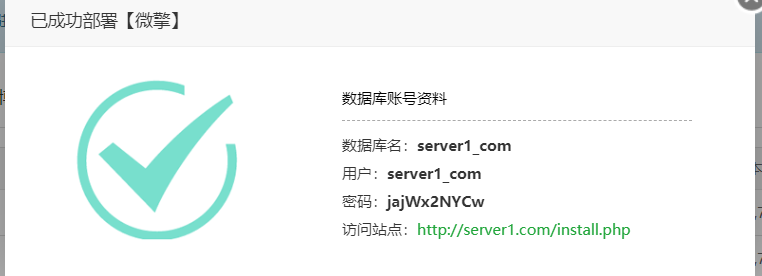 已成功部署【微擎】
数据库账号资料
数据库名：server1_com
用户：server1_com
密码：jajWx2NYCw
访问站点：http://server1.com/install.php